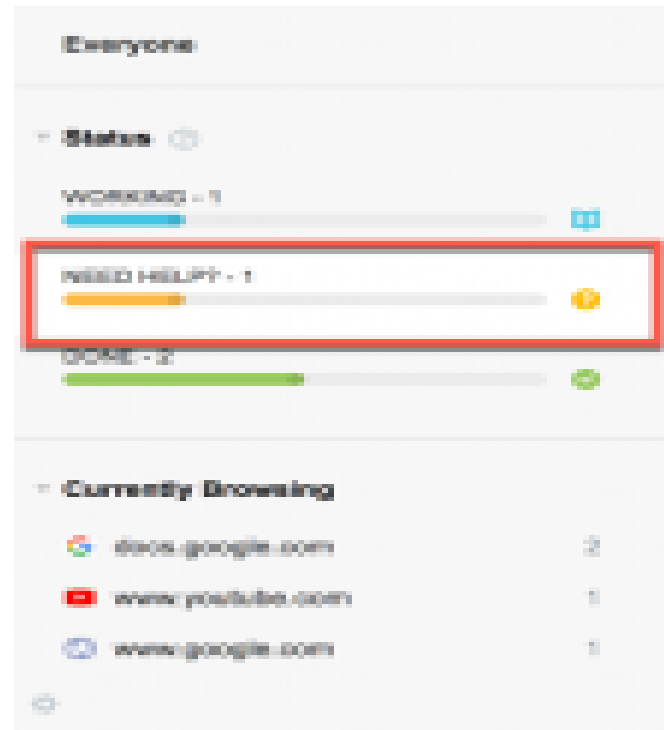 Everyone
Status
WORKING - 1
NEED HELP? - 1
DONE - 2
Currently Browsing
docs.google.com 2
www.youtube.com 1
www.google.com 1